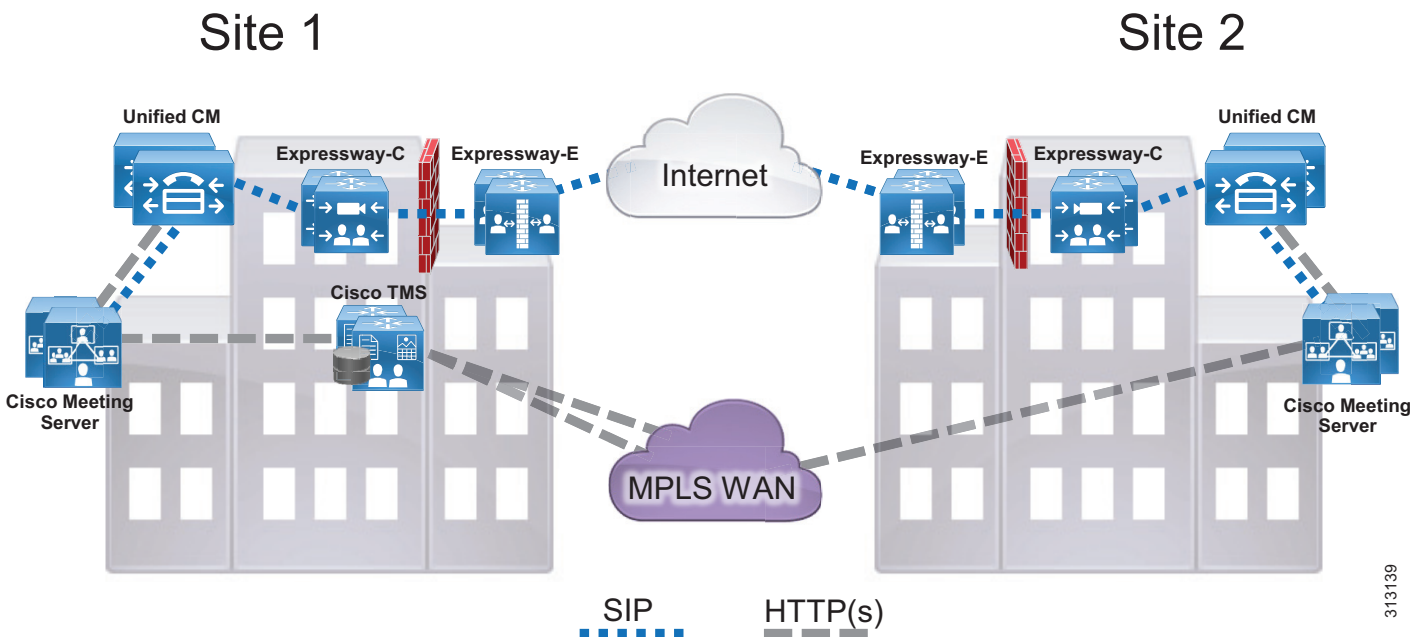 Site 1
Site 2
Unified CM
Expressway-C
Expressway-E
Internet
Expressway-E
Expressway-C
Unified CM
Cisco TMS
Cisco Meeting
Server
Cisco Meeting
Server
MPLS WAN
SIP
HTTP(s)
313139